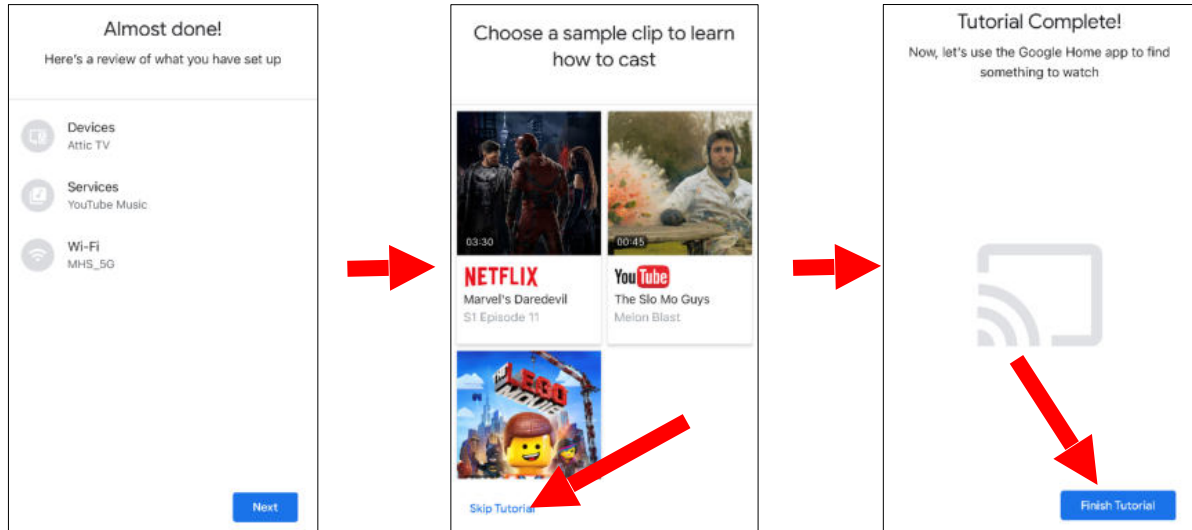 Almost done!
Here's a review of what you have set up
Devices
Attic TV
Services
YouTube Music
Wi-Fi
MHS_5G
Next
Choose a sample clip to learn
how to cast
03:30
00:45
NETFLIX
YouTube
Marvel's Daredevil
The Slo Mo Guys
S1 Episode 11
Melon Blast
THE
LEGO
MOVIE
Skip Tutorial
Tutorial Complete!
Now, let's use the Google Home app to find
something to watch
Finish Tutorial